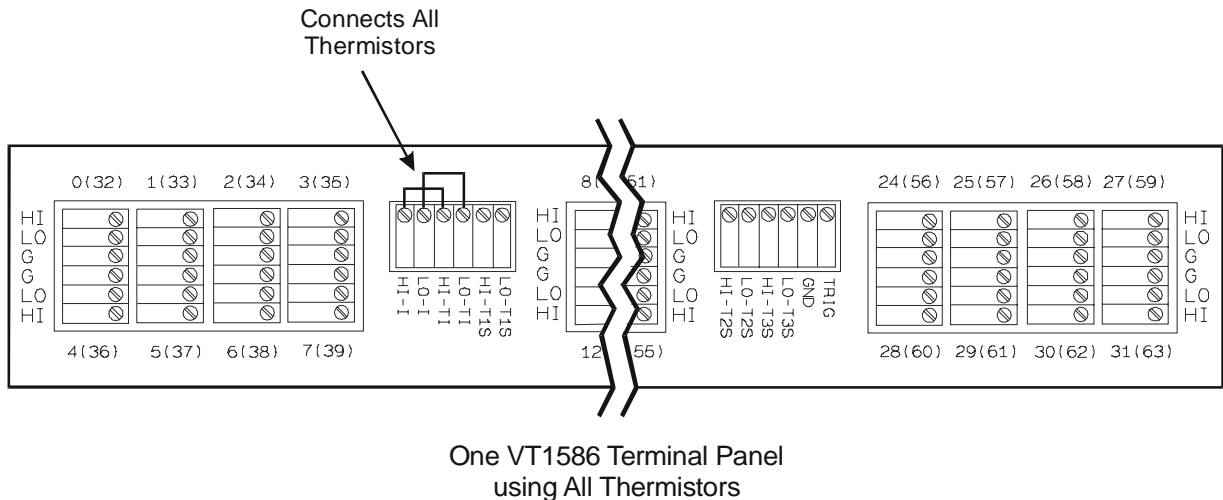 Connects All
Thermistors
0(32) 1(33) 2(34) 3(35)
HI
LO
G
G
LO
HI
4(36) 5(37) 6(38) 7(39)
HI-I
LO-I
HI-TI
LO-TI
HI-T1S
LO-T1S
8( 51)
HI
LO
G
G
LO
HI
HI
LO
G
G
LO
HI
12 55)
HI-T2S
LO-T2S
HI-T3S
LO-T3S
GND
TRIG
24(56) 25(57) 26(58) 27(59)
HI
LO
G
G
LO
HI
28(60) 29(61) 30(62) 31(63)
One VT1586 Terminal Panel
using All Thermistors